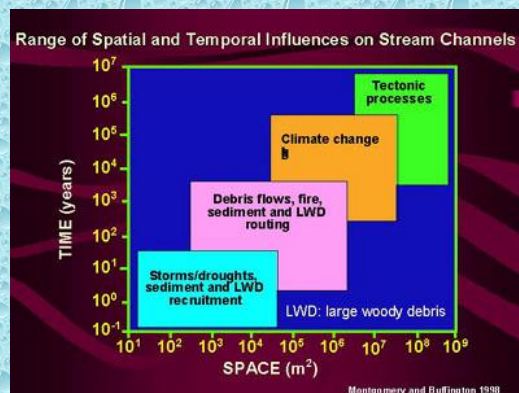 Range of Spatial and Temporal Influences on Stream Channels
TIME (years)
10⁷
10⁶
10⁵
10⁴
10³
10²
10¹
10⁰
10⁻¹
Tectonic
processes
Climate change
Debris flows, fire,
sediment and LWD
routing
Storms/droughts,
sediment and LWD
recruitment
LWD: large woody debris
10¹ 10² 10³ 10⁴ 10⁵ 10⁶ 10⁷ 10⁸ 10⁹
SPACE (m²)
Montgomery and Buffington 1998